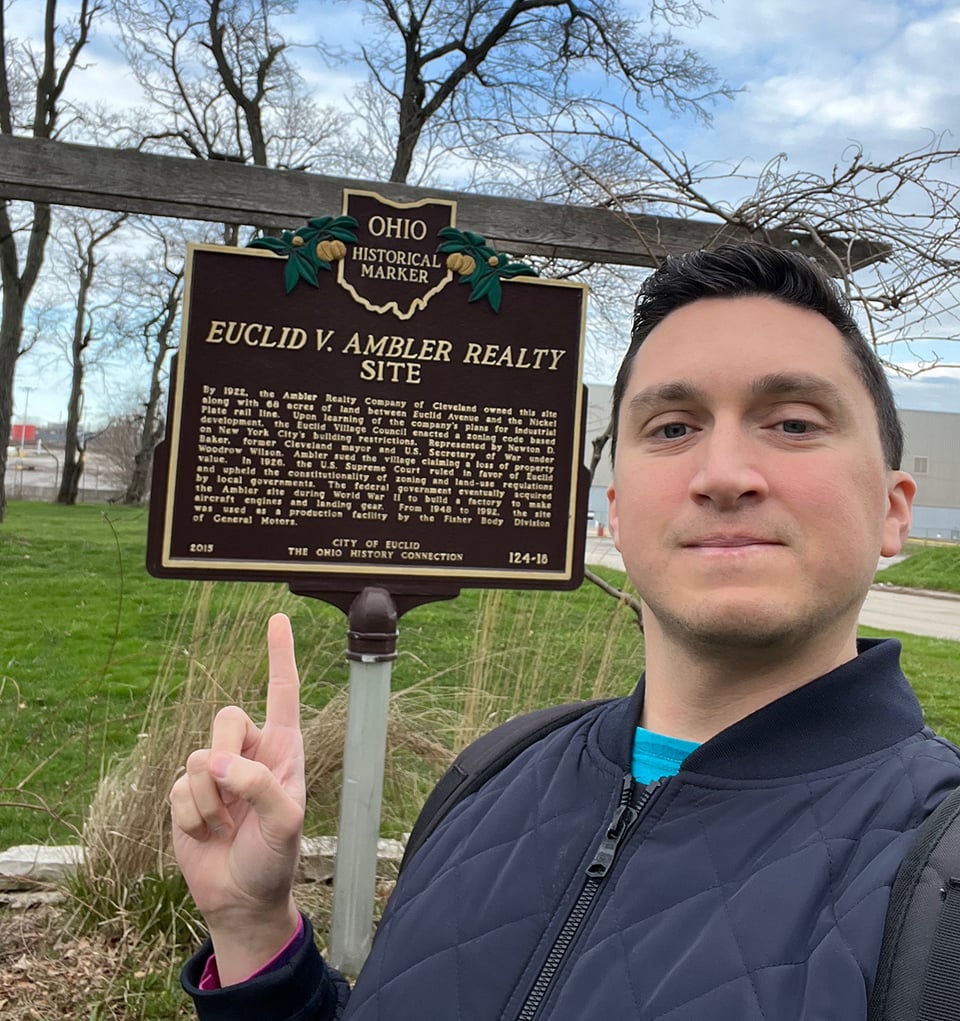 OHIO
HISTORICAL
MARKER
EUCLID V. AMBLER REALTY
SITE
By 1922, the Ambler Realty Company of Cleveland owned this site
along with 68 acres of land between Euclid Avenue and the Nickel
Plate rail line. Upon learning of the company's plans for industrial
development, the Euclid Village Council enacted a zoning code based
on New York City's building restrictions. Represented by Newton D.
Baker, former Cleveland mayor and U.S. Secretary of War under
Woodrow Wilson, Ambler sued the village claiming a loss of property
value. In 1926, the U.S. Supreme Court ruled in favor of Euclid
and upheld the constitutionality of zoning and land-use regulations
by local governments. The federal government eventually acquired
the Ambler site during World War II to build a factory to make
aircraft engines and landing gear. From 1948 to 1992, the site
was used as a production facility by the Fisher Body Division
of General Motors.
CITY OF EUCLID
2015 THE OHIO HISTORY CONNECTION 124-18